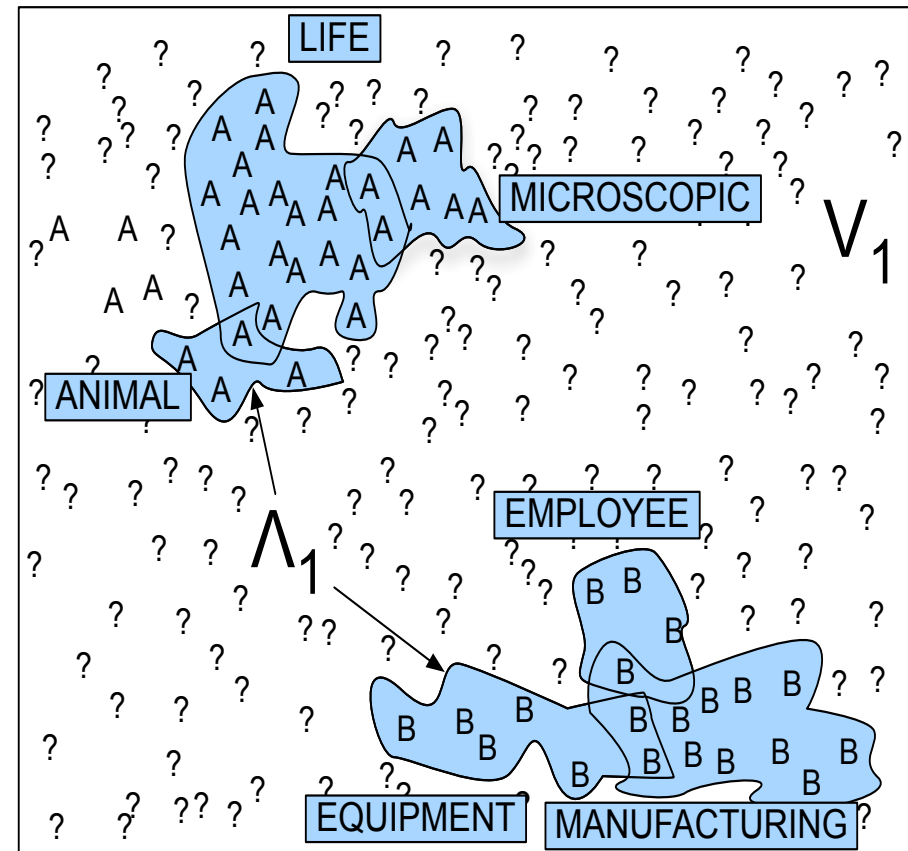 LIFE
MICROSCOPIC
V₁
ANIMAL
Λ₁
EMPLOYEE
EQUIPMENT
MANUFACTURING